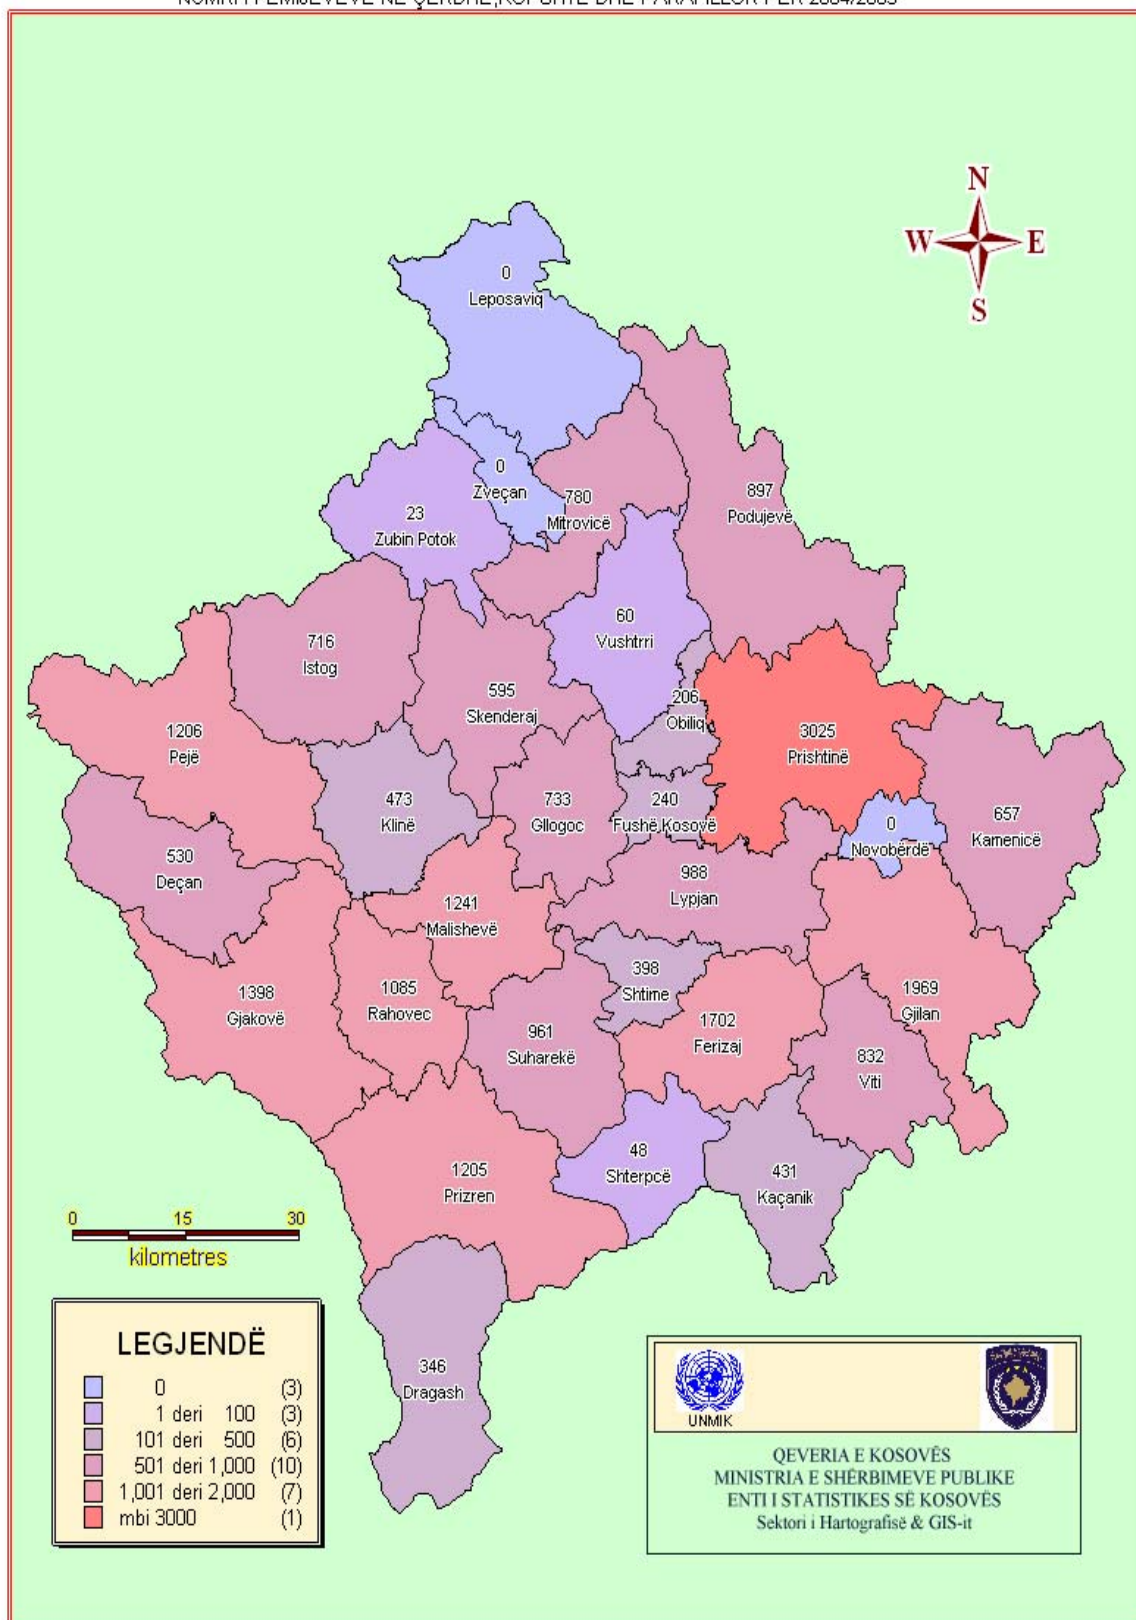 N
W E
S
0
Leposaviq
0
Zveçan
780
Mitrovicë
897
Podujevë
23
Zubin Potok
60
Vushtrri
716
Istog
595
Skenderaj
206
Obiliq
3025
Prishtinë
1206
Pejë
473
Klinë
733
Gllogoc
240
Fushë Kosovë
0
Novobërdë
657
Kamenicë
530
Deçan
988
Lypjan
1241
Malishevë
398
Shtime
1398
Gjakovë
1085
Rahovec
1969
Gjilan
961
Suharekë
1702
Ferizaj
832
Viti
1205
Prizren
48
Shterpcë
431
Kaçanik
346
Dragash
0 15 30
kilometres
LEGJENDË
0 (3)
1 deri 100 (3)
101 deri 500 (6)
501 deri 1,000 (10)
1,001 deri 2,000 (7)
mbi 3000 (1)
UNMIK
QEVERIA E KOSOVËS
MINISTRIA E SHËRBIMEVE PUBLIKE
ENTI I STATISTIKES SË KOSOVËS
Sektori i Hartografisë & GIS-it